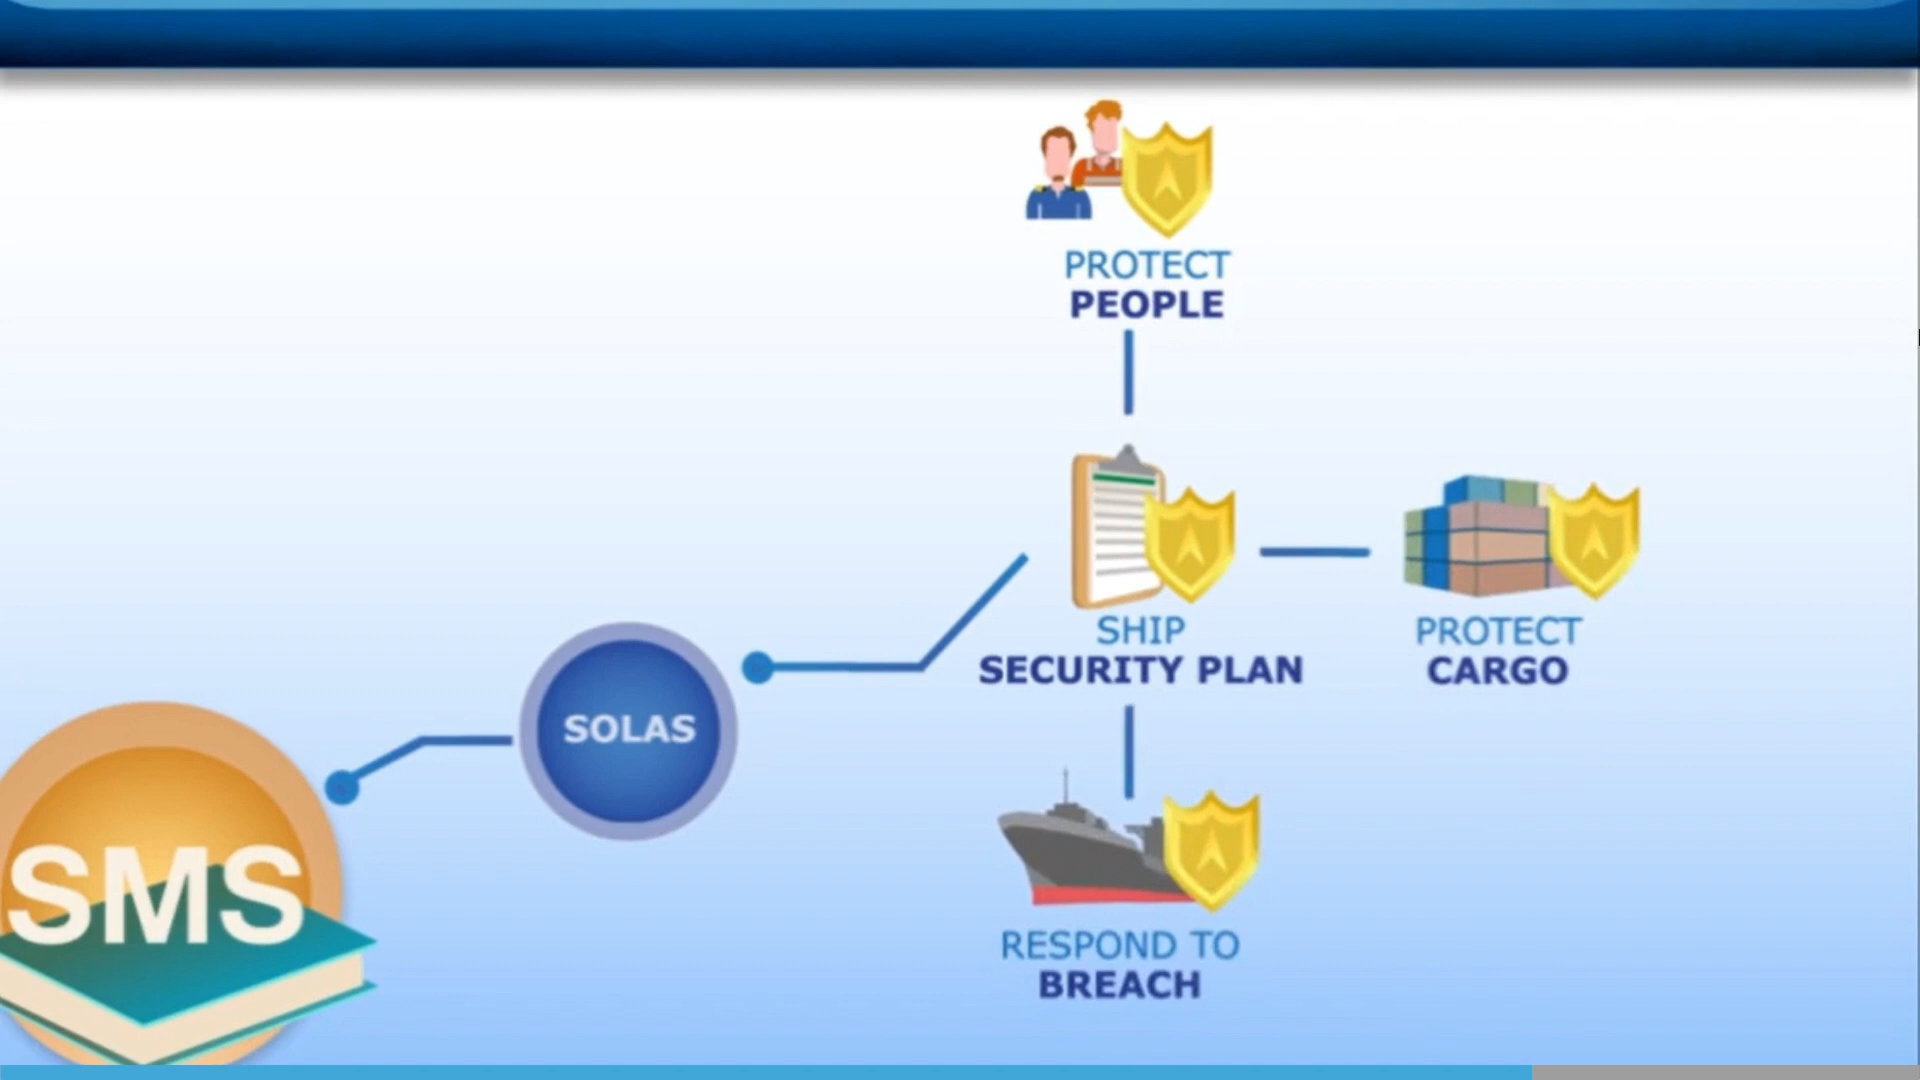 PROTECT
PEOPLE
SHIP
SECURITY PLAN
PROTECT
CARGO
SOLAS
SMS
RESPOND TO
BREACH